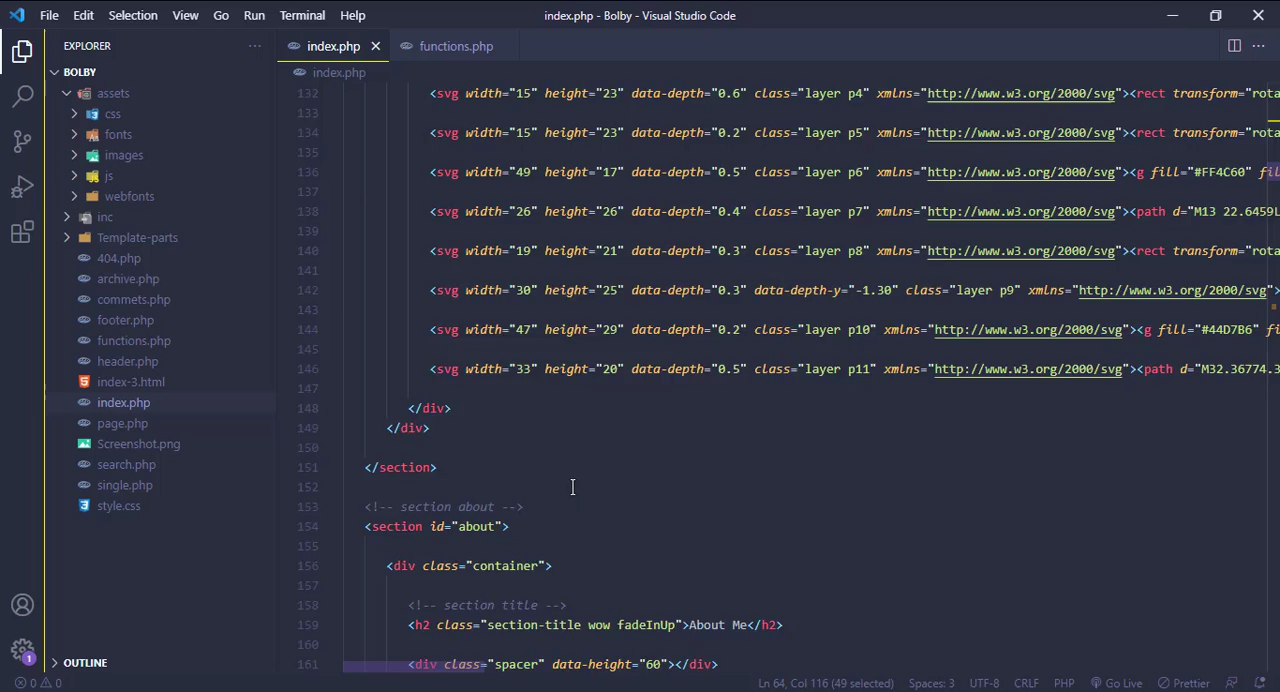 File Edit Selection View Go Run Terminal Help index.php - Bolby - Visual Studio Code
EXPLORER ···
BOLBY
assets
css
fonts
images
js
webfonts
inc
Template-parts
404.php
archive.php
commets.php
footer.php
functions.php
header.php
index-3.html
index.php
page.php
Screenshot.png
search.php
single.php
style.css
OUTLINE
1
index.php functions.php ···
index.php
132 <svg width="15" height="23" data-depth="0.6" class="layer p4" xmlns="http://www.w3.org/2000/svg"><rect transform="rota
133
134 <svg width="15" height="23" data-depth="0.2" class="layer p5" xmlns="http://www.w3.org/2000/svg"><rect transform="rota
135
136 <svg width="49" height="17" data-depth="0.5" class="layer p6" xmlns="http://www.w3.org/2000/svg"><g fill="#FF4C60" fil
137
138 <svg width="26" height="26" data-depth="0.4" class="layer p7" xmlns="http://www.w3.org/2000/svg"><path d="M13 22.6459L
139
140 <svg width="19" height="21" data-depth="0.3" class="layer p8" xmlns="http://www.w3.org/2000/svg"><rect transform="rota
141
142 <svg width="30" height="25" data-depth="0.3" data-depth-y="-1.30" class="layer p9" xmlns="http://www.w3.org/2000/svg">
143
144 <svg width="47" height="29" data-depth="0.2" class="layer p10" xmlns="http://www.w3.org/2000/svg"><g fill="#44D7B6" fi
145
146 <svg width="33" height="20" data-depth="0.5" class="layer p11" xmlns="http://www.w3.org/2000/svg"><path d="M32.36774.3
147
148 </div>
149 </div>
150
151 </section>
152
153 <!-- section about -->
154 <section id="about">
155
156 <div class="container">
157
158 <!-- section title -->
159 <h2 class="section-title wow fadeInUp">About Me</h2>
160
161 <div class="spacer" data-height="60"></div>
0 0 Ln 64, Col 116 (49 selected) Spaces: 3 UTF-8 CRLF PHP Go Live Prettier